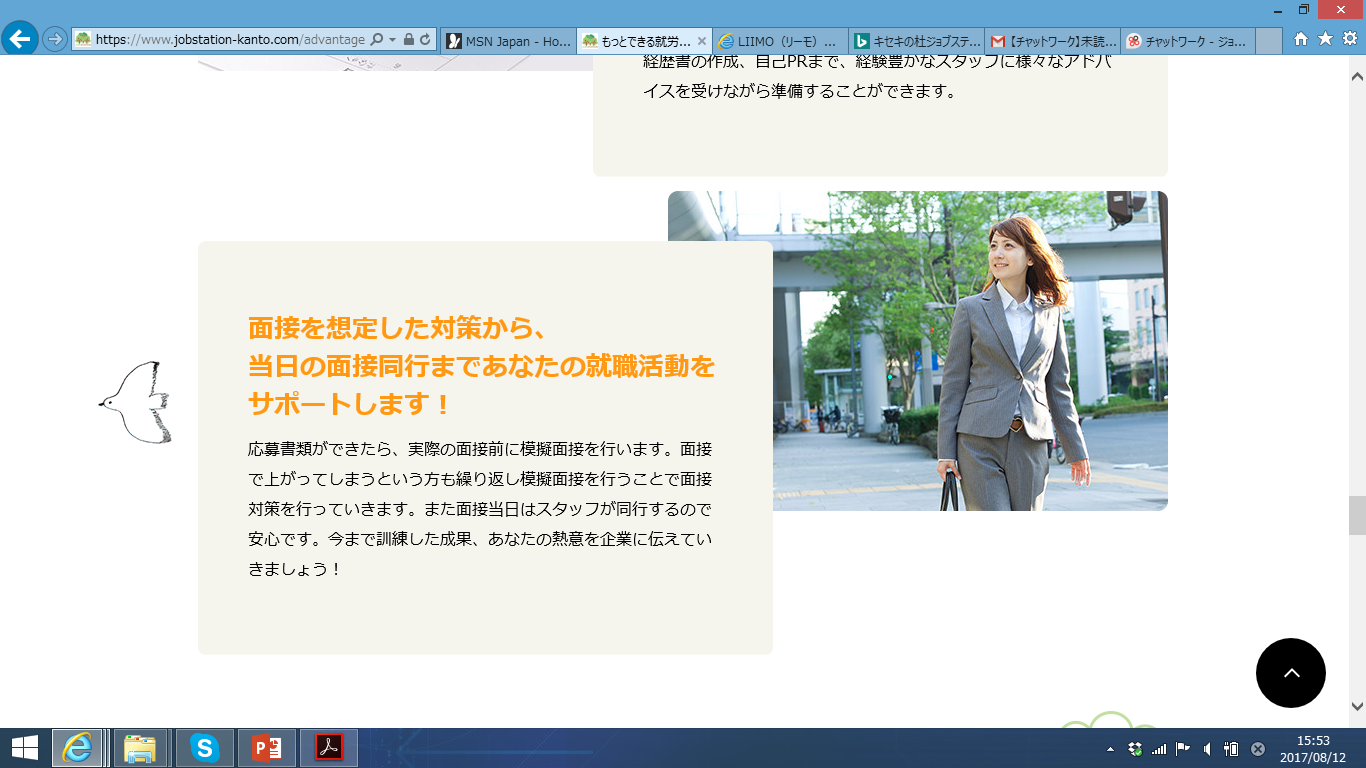 https://www.jobstation-kanto.com/advantage
MSN Japan - Ho...
もっとできる就労...
LIIMO（リーモ）...
キセキの杜ジョブステ...
【チャットワーク】未読...
チャットワーク - ジョ...
経歴書の作成、自己PRまで、経験豊かなスタッフに様々なアドバ
イスを受けながら準備することができます。
面接を想定した対策から、
当日の面接同行まであなたの就職活動を
サポートします！
応募書類ができたら、実際の面接前に模擬面接を行います。面接
で上がってしまうという方も繰り返し模擬面接を行うことで面接
対策を行っていきます。また面接当日はスタッフが同行するので
安心です。今まで訓練した成果、あなたの熱意を企業に伝えてい
きましょう！
15:53
2017/08/12